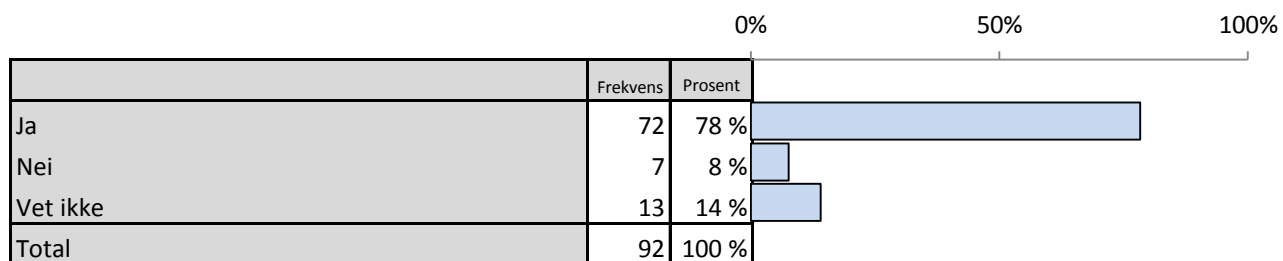 0% 50% 100%
Frekvens Prosent
Ja 72 78 %
Nei 7 8 %
Vet ikke 13 14 %
Total 92 100 %